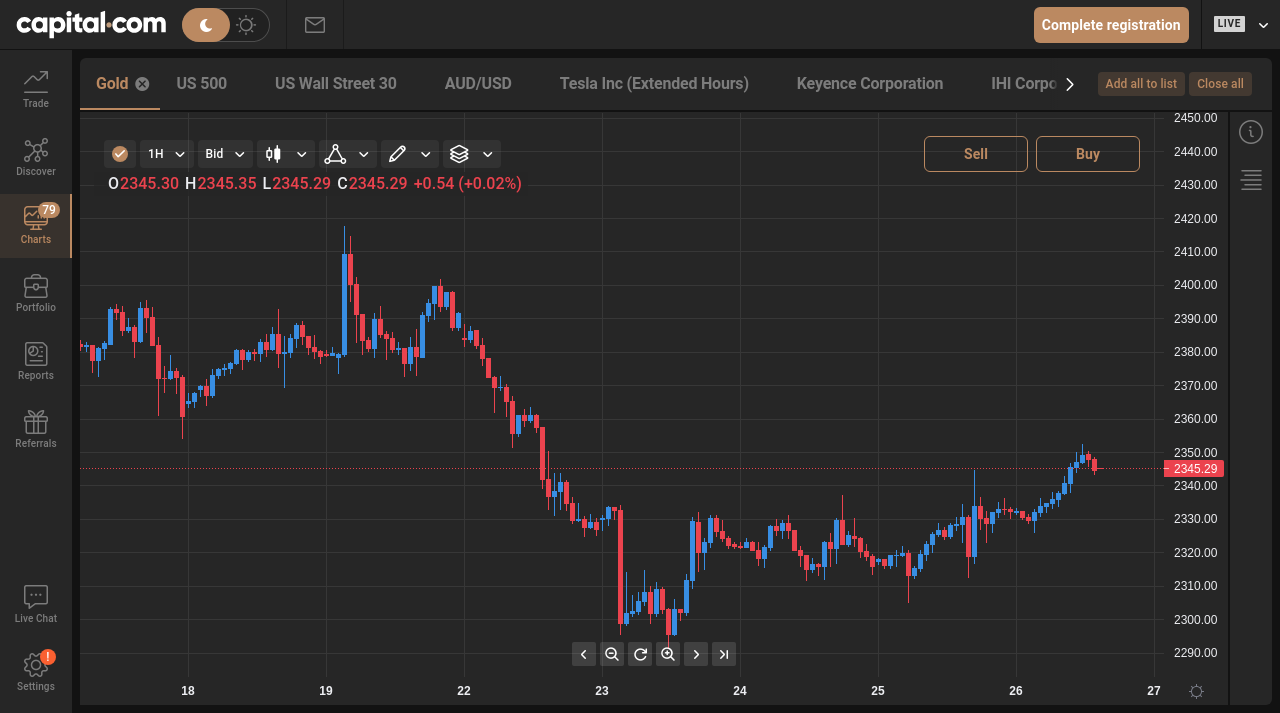 capital.com
Complete registration
LIVE
Trade
Discover
79
Charts
Portfolio
Reports
Referrals
Live Chat
!
Settings
Gold US 500 US Wall Street 30 AUD/USD Tesla Inc (Extended Hours) Keyence Corporation IHI Corpo
Add all to list Close all
1H Bid
Sell Buy
O2345.30 H2345.35 L2345.29 C2345.29 +0.54 (+0.02%)
2450.00
2440.00
2430.00
2420.00
2410.00
2400.00
2390.00
2380.00
2370.00
2360.00
2350.00
2345.29
2340.00
2330.00
2320.00
2310.00
2300.00
2290.00
18 19 22 23 24 25 26 27